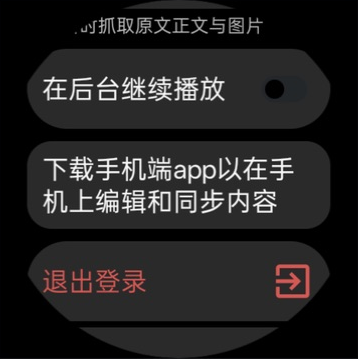 时抓取原文正文与图片
在后台继续播放
下载手机端app以在手
机上编辑和同步内容
退出登录